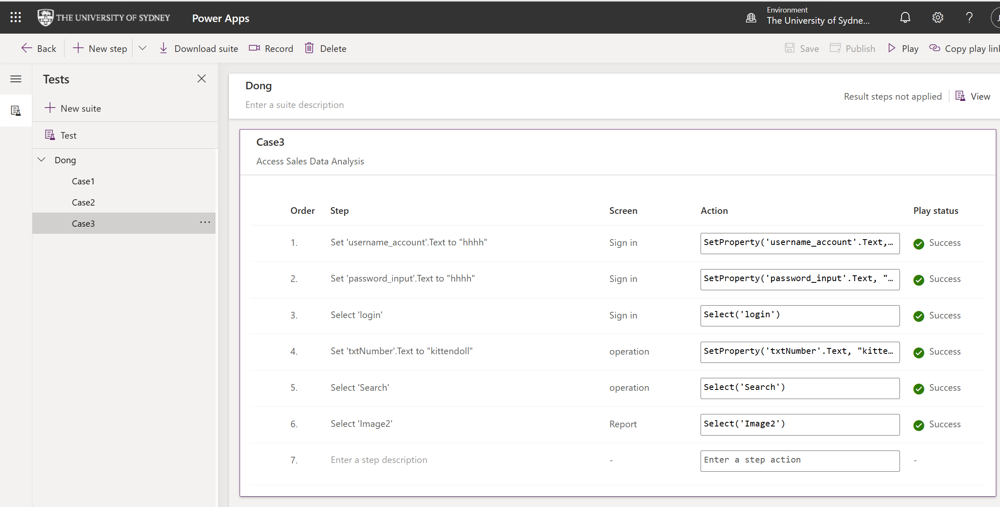 THE UNIVERSITY OF SYDNEY
Power Apps
Environment
The University of Sydne...
Back
New step
Download suite
Record
Delete
Save
Publish
Play
Copy play
Tests
New suite
Test
Dong
Case1
Case2
Case3
Dong
Enter a suite description
Result steps not applied
View
Case3
Access Sales Data Analysis
Order Step Screen Action Play status
1. Set 'username_account'.Text to "hhhh" Sign in SetProperty('username_account'.Text,... Success
2. Set 'password_input'.Text to "hhhh" Sign in SetProperty('password_input'.Text, "... Success
3. Select 'login' Sign in Select('login') Success
4. Set 'txtNumber'.Text to "kittendoll" operation SetProperty('txtNumber'.Text, "kitte... Success
5. Select 'Search' operation Select('Search') Success
6. Select 'Image2' Report Select('Image2') Success
7. Enter a step description - Enter a step action -